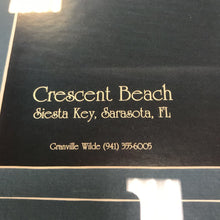 Crescent Beach
Siesta Key, Sarasota, FL
Granville Wilde (941) 355-6005